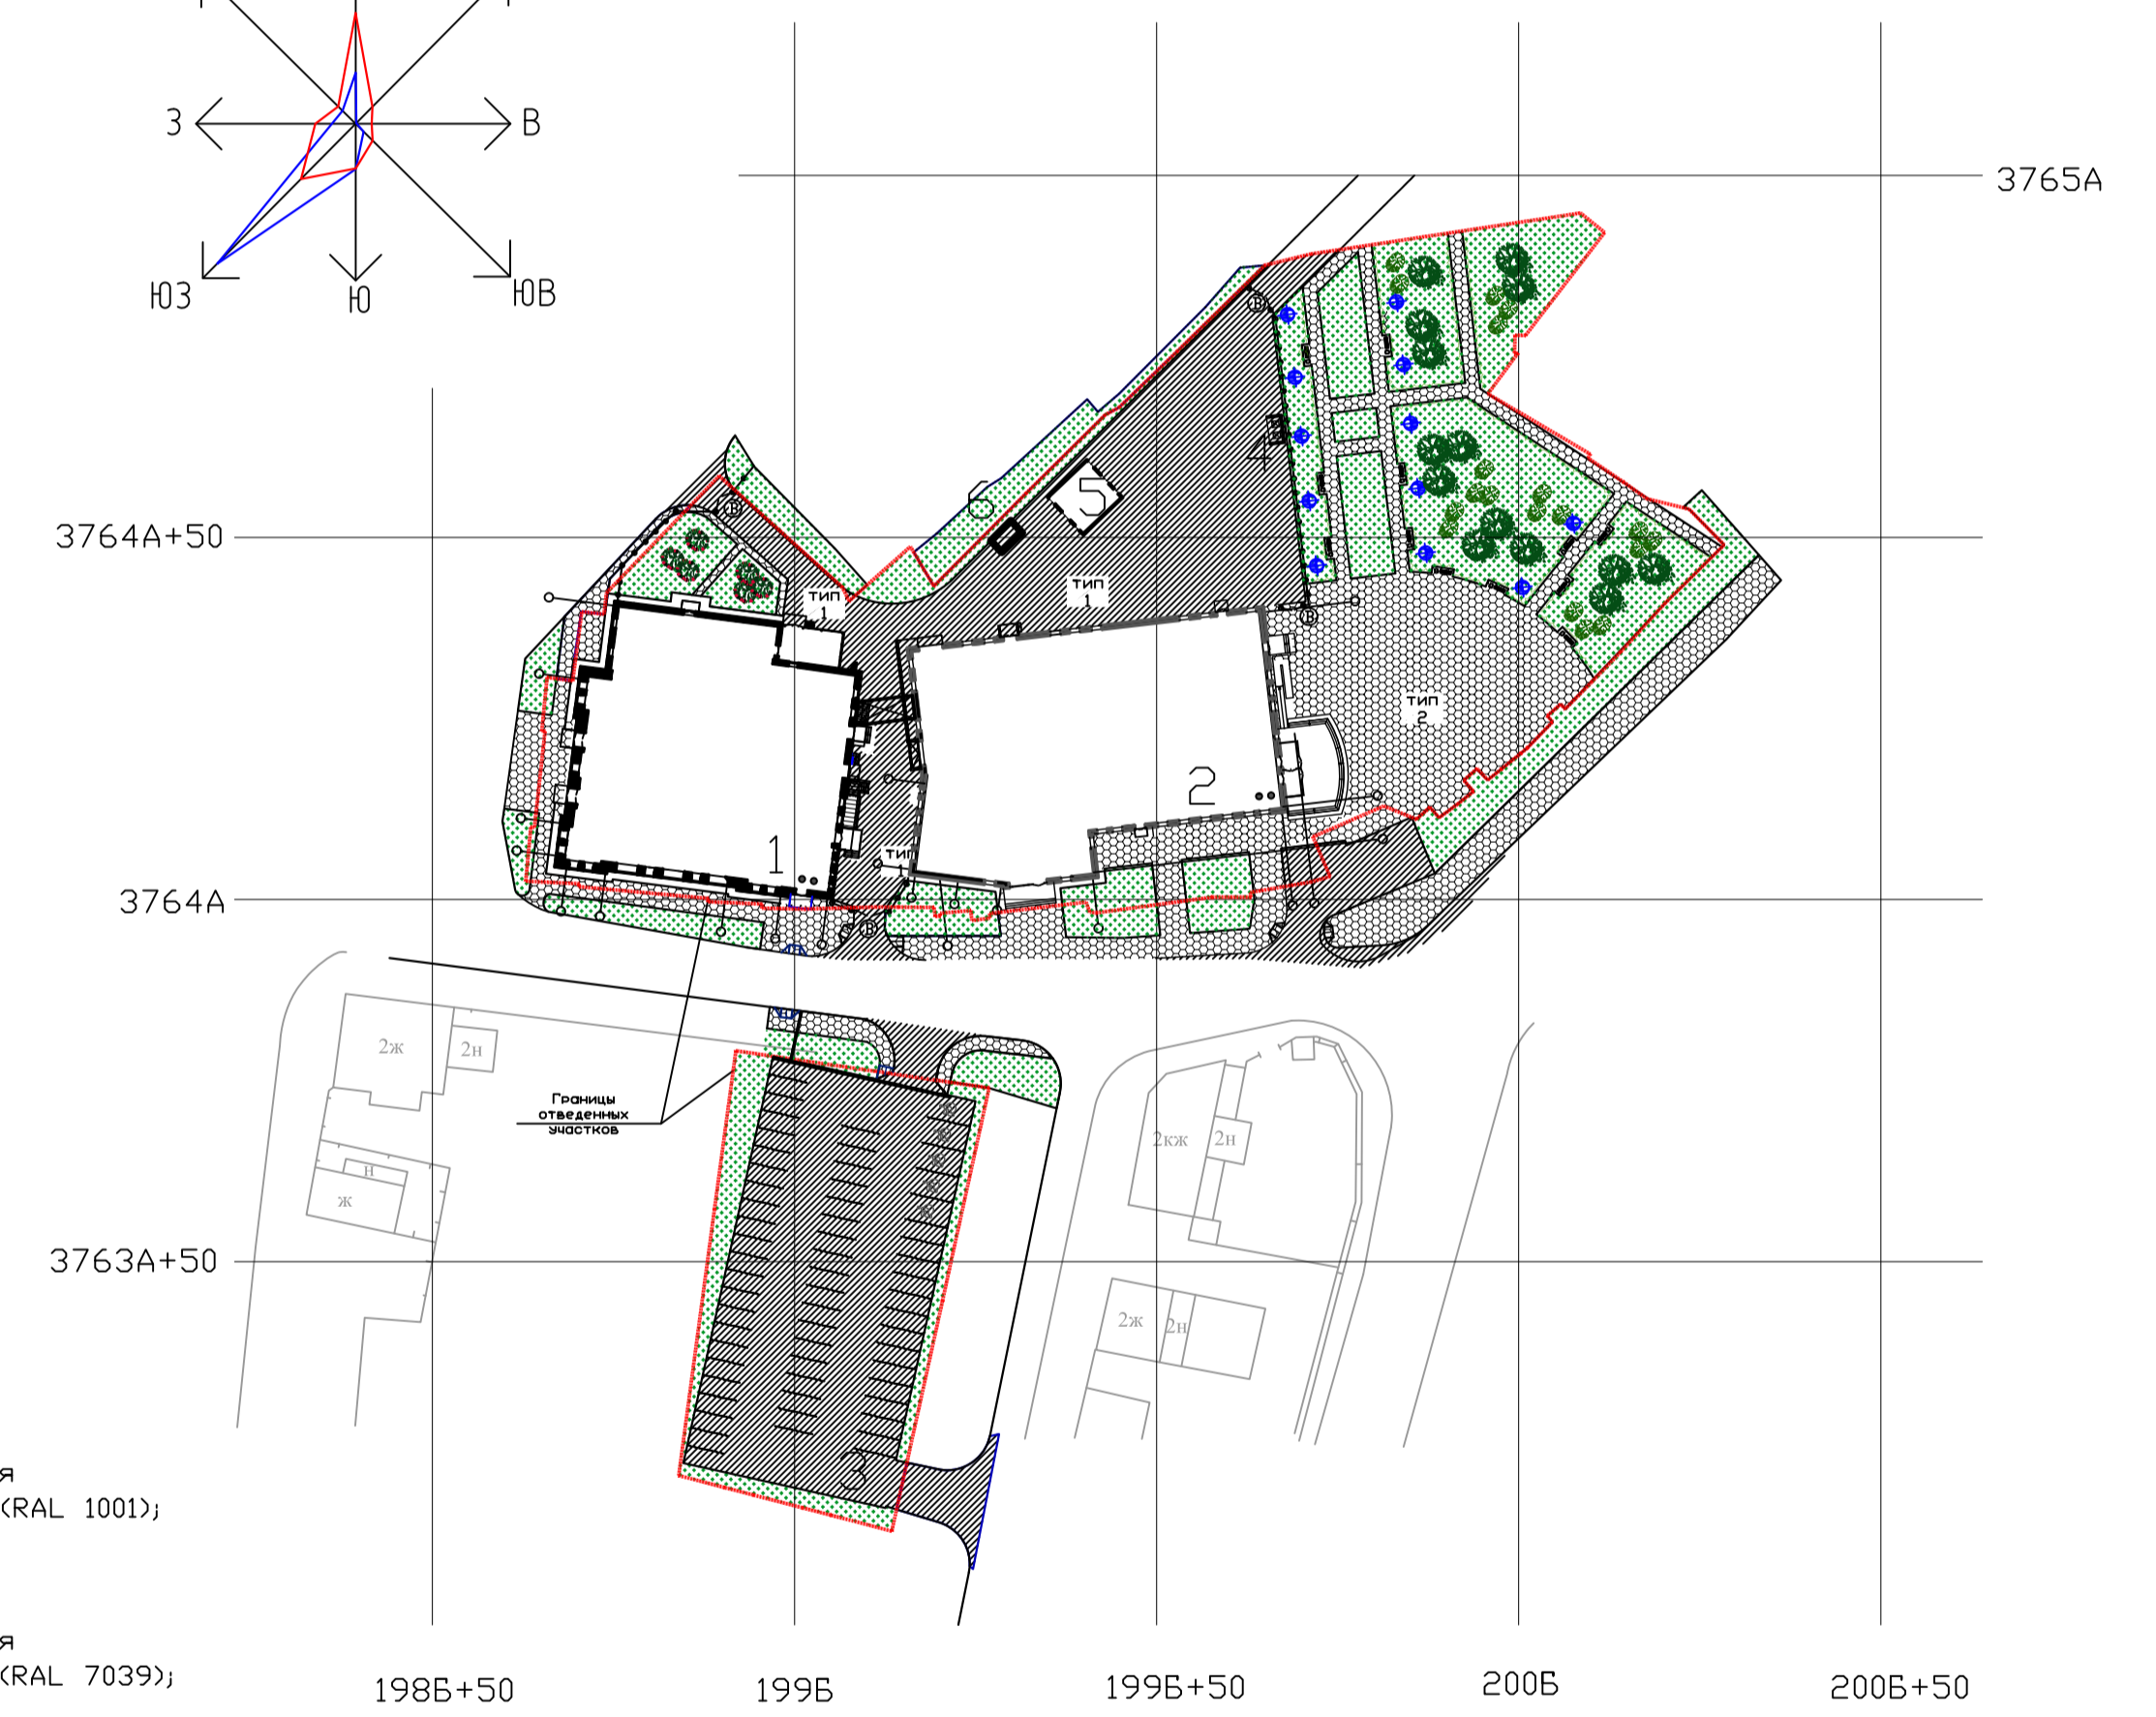 З
В
ЮЗ
Ю
ЮВ
3765А
В
4
6
5
3764А+50
В
ТИП
1
ТИП
1
В
ТИП
2
2
1
ТИП
1
3764А
В
2ж
2н
Границы
отведенных
участков
2кж
2н
н
ж
3763А+50
2ж
2н
3
я
(RAL 1001);
я
(RAL 7039);
198Б+50
199Б
199Б+50
200Б
200Б+50